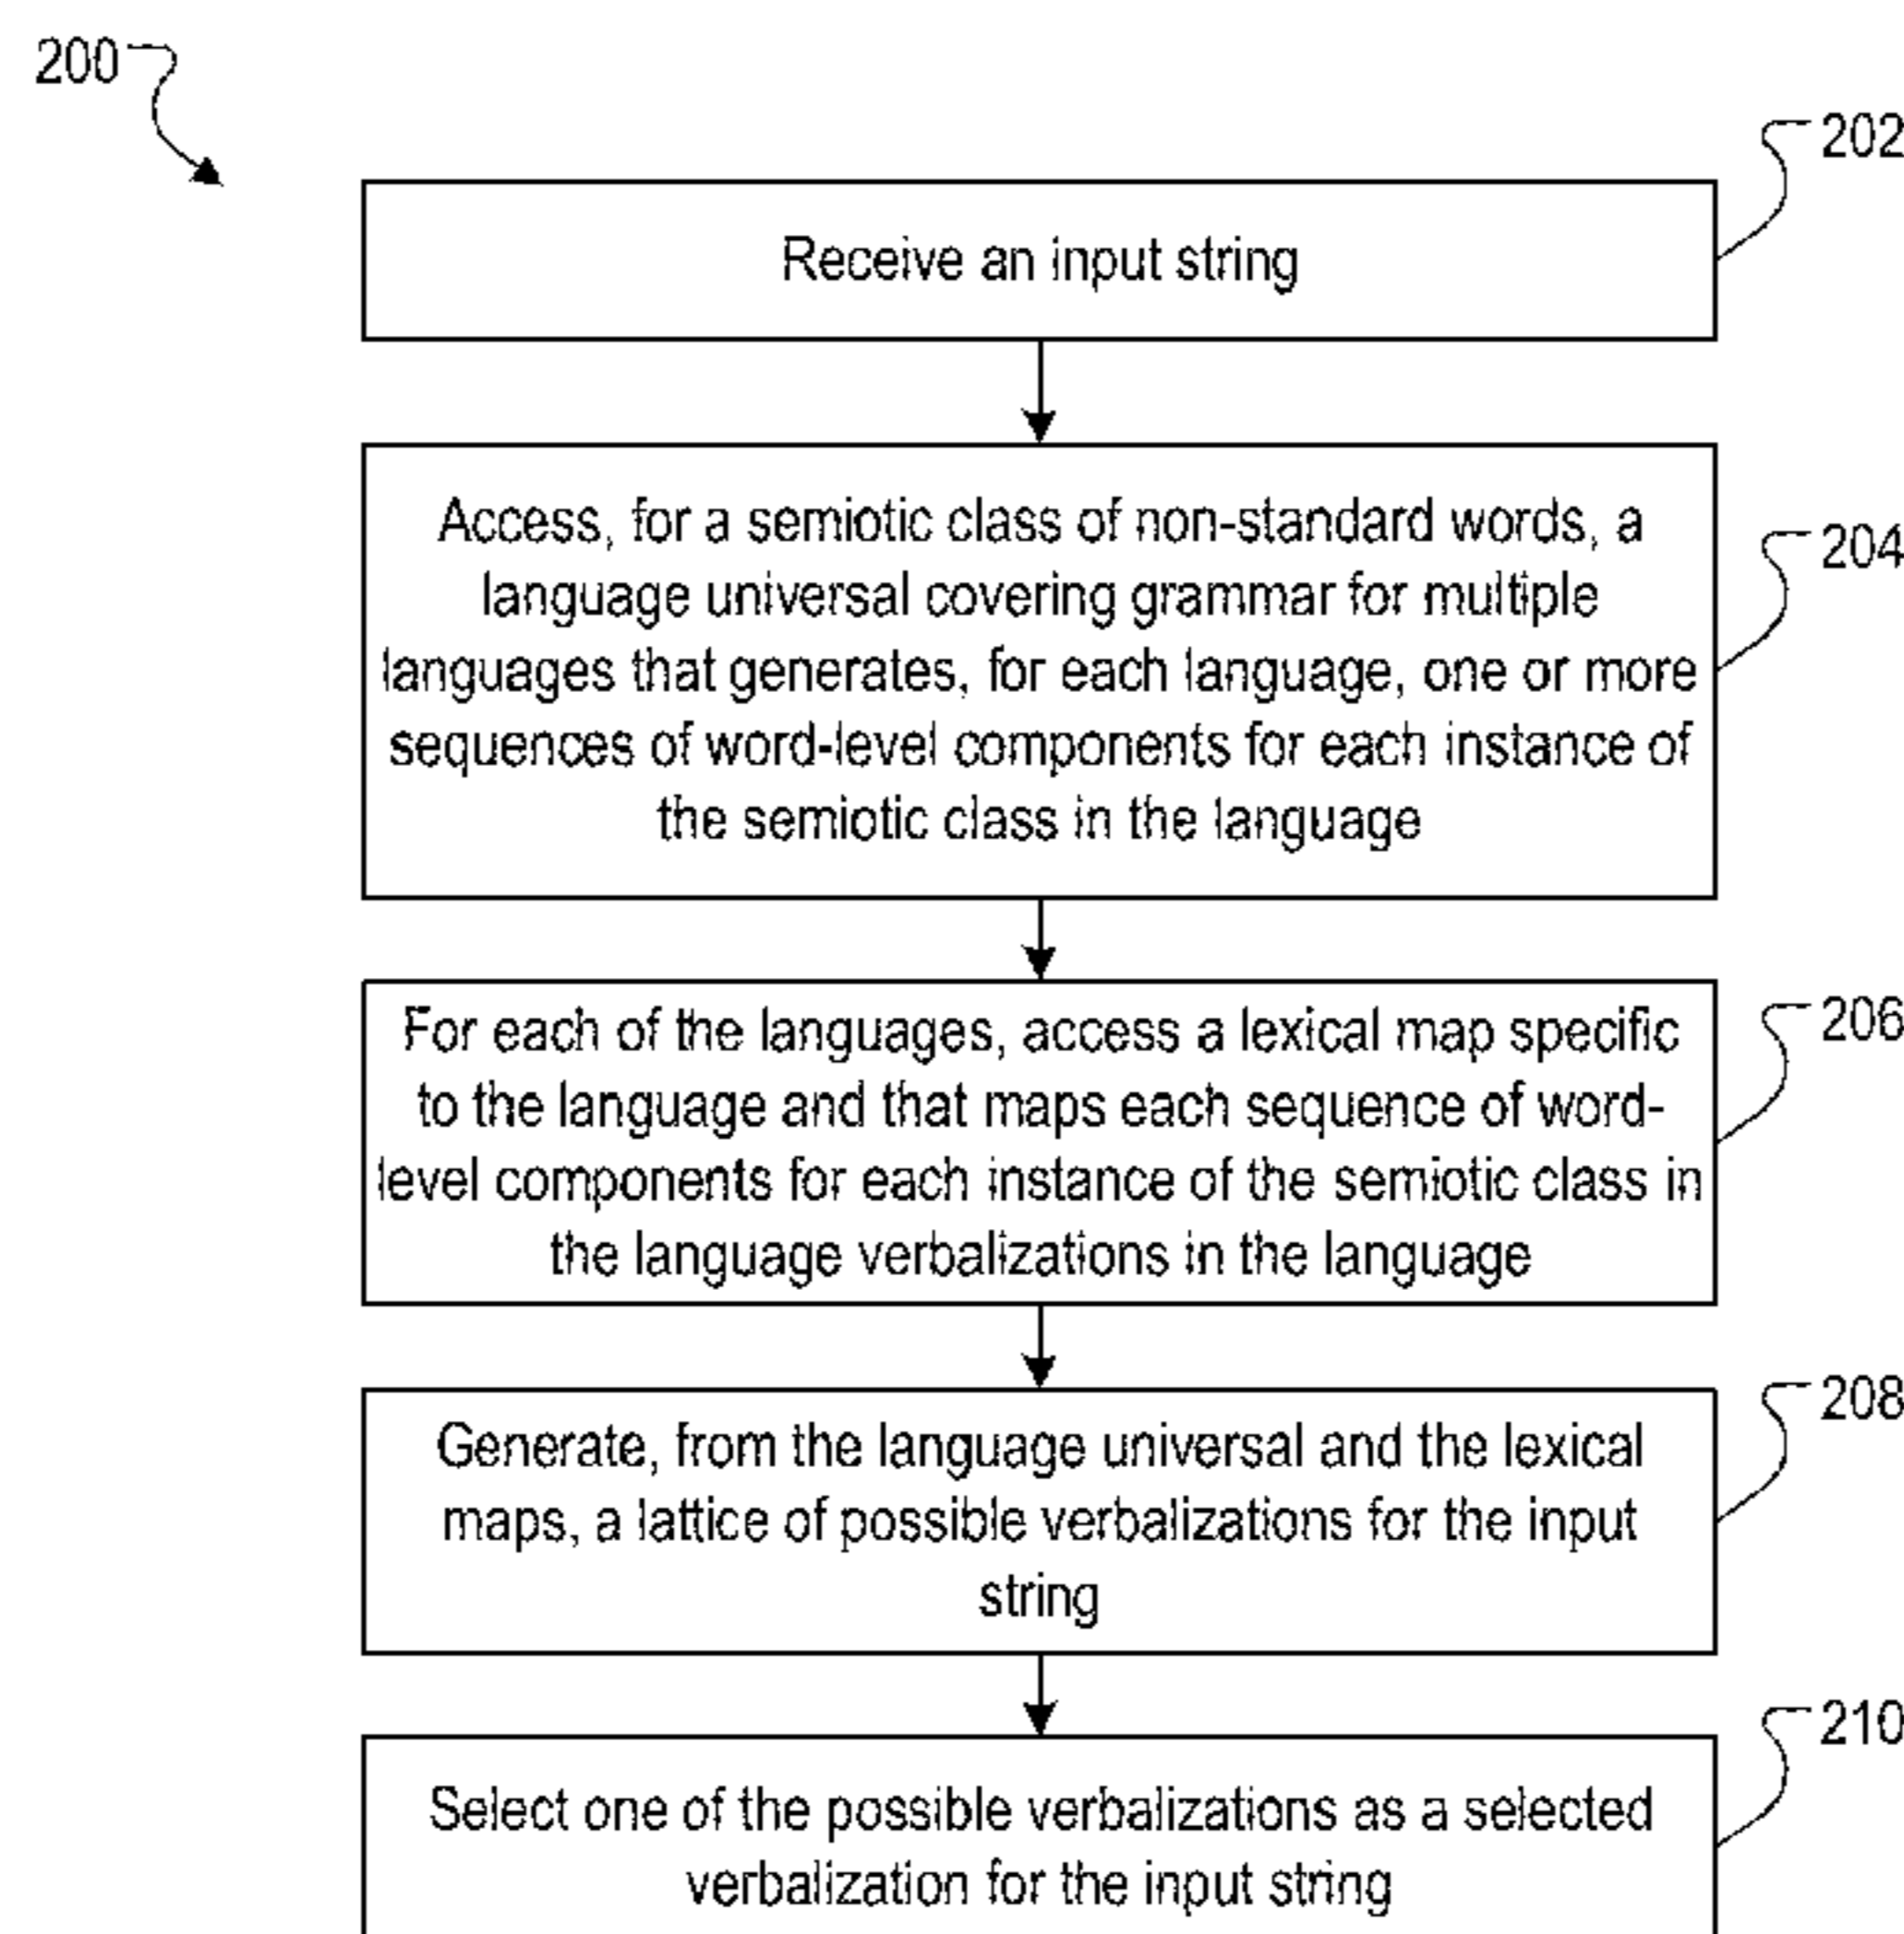 200
202
Receive an input string
Access, for a semiotic class of non-standard words, a
204
language universal covering grammar for multiple
languages that generates, for each language, one or more
sequences of word-level components for each instance of
the semiotic class in the language
For each of the languages, access a lexical map specific
206
to the language and that maps each sequence of word-
level components for each instance of the semiotic class in
the language verbalizations in the language
208
Generate, from the language universal and the lexical
maps, a lattice of possible verbalizations for the input
string
210
Select one of the possible verbalizations as a selected
verbalization for the input string